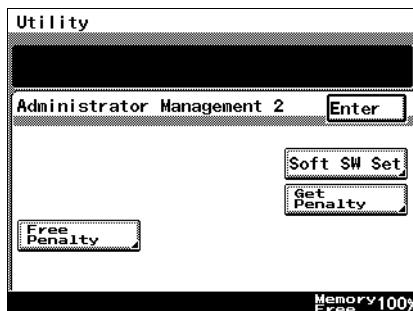 Utility
Administrator Management 2
Enter
Soft SW Set
Get
Penalty
Free
Penalty
Memory
Free 100%